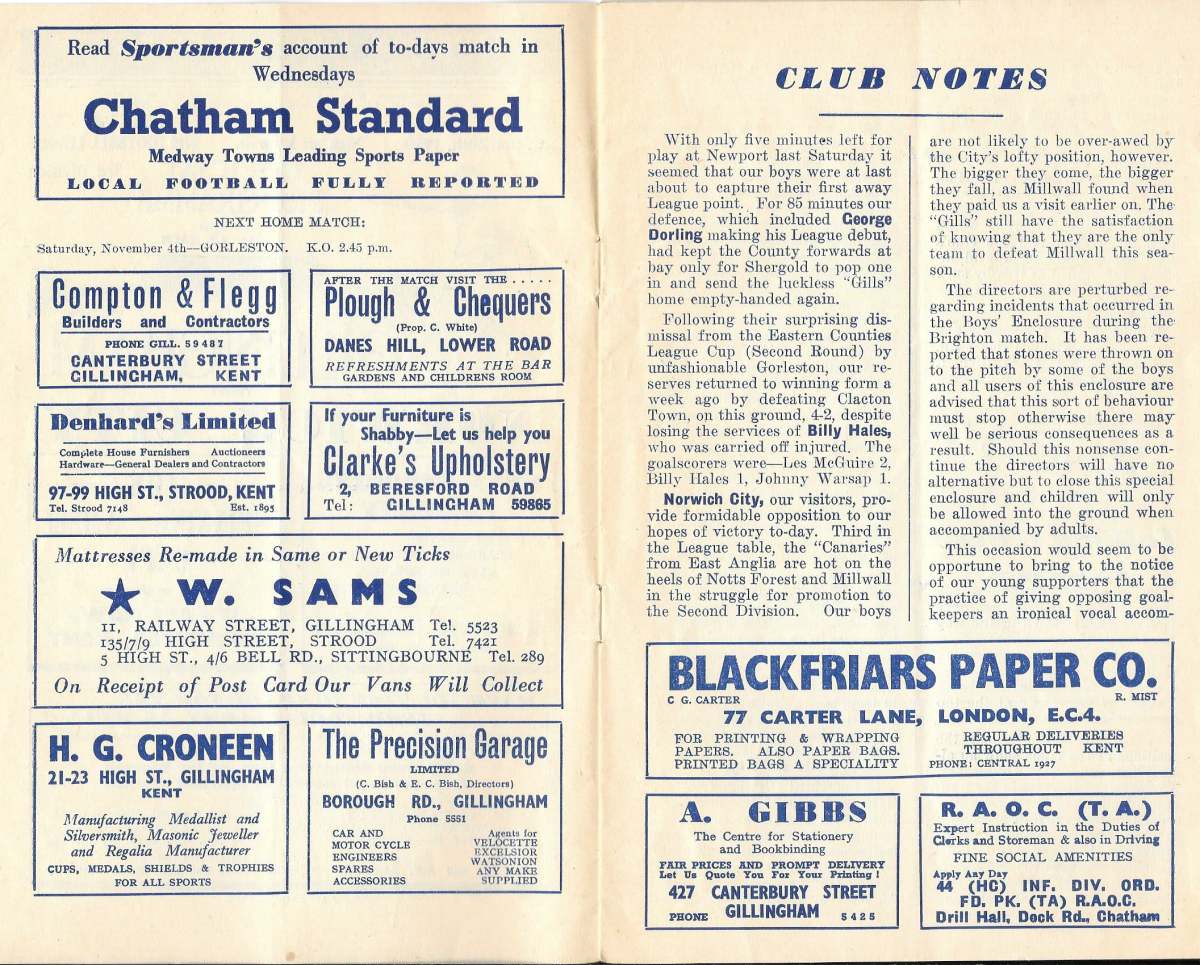 Read Sportsman's account of to-days match in
Wednesdays
Chatham Standard
Medway Towns Leading Sports Paper
LOCAL FOOTBALL FULLY REPORTED
NEXT HOME MATCH:
Saturday, November 4th—GORLESTON. K.O. 2.45 p.m.
Compton & Flegg
Builders and Contractors
PHONE GILL. 59487
CANTERBURY STREET
GILLINGHAM, KENT
AFTER THE MATCH VISIT THE . . . . .
Plough & Chequers
(Prop. C. White)
DANES HILL, LOWER ROAD
REFRESHMENTS AT THE BAR
GARDENS AND CHILDRENS ROOM
Denhard's Limited
Complete House Furnishers Auctioneers
Hardware—General Dealers and Contractors
97-99 HIGH ST., STROOD, KENT
Tel. Strood 7148 Est. 1895
If your Furniture is
Shabby—Let us help you
Clarke's Upholstery
2, BERESFORD ROAD
Tel: GILLINGHAM 59865
Mattresses Re-made in Same or New Ticks
W. SAMS
11, RAILWAY STREET, GILLINGHAM Tel. 5523
135/7/9 HIGH STREET, STROOD Tel. 7421
5 HIGH ST., 4/6 BELL RD., SITTINGBOURNE Tel. 289
On Receipt of Post Card Our Vans Will Collect
H. G. CRONEEN
21-23 HIGH ST., GILLINGHAM
KENT
Manufacturing Medallist and
Silversmith, Masonic Jeweller
and Regalia Manufacturer
CUPS, MEDALS, SHIELDS & TROPHIES
FOR ALL SPORTS
The Precision Garage
LIMITED
(C. Bish & E. C. Bish, Directors)
BOROUGH RD., GILLINGHAM
Phone 5551
CAR AND
MOTOR CYCLE
ENGINEERS
SPARES
ACCESSORIES
Agents for
VELOCETTE
EXCELSIOR
WATSONION
ANY MAKE
SUPPLIED
CLUB NOTES
With only five minutes left for
play at Newport last Saturday it
seemed that our boys were at last
about to capture their first away
League point. For 85 minutes our
defence, which included George
Dorling making his League debut,
had kept the County forwards at
bay only for Shergold to pop one
in and send the luckless "Gills"
home empty-handed again.
Following their surprising dis-
missal from the Eastern Counties
League Cup (Second Round) by
unfashionable Gorleston, our re-
serves returned to winning form a
week ago by defeating Clacton
Town, on this ground, 4-2, despite
losing the services of Billy Hales,
who was carried off injured. The
goalscorers were—Les McGuire 2,
Billy Hales 1, Johnny Warsap 1.
Norwich City, our visitors, pro-
vide formidable opposition to our
hopes of victory to-day. Third in
the League table, the "Canaries"
from East Anglia are hot on the
heels of Notts Forest and Millwall
in the struggle for promotion to
the Second Division. Our boys
are not likely to be over-awed by
the City's lofty position, however.
The bigger they come, the bigger
they fall, as Millwall found when
they paid us a visit earlier on. The
"Gills" still have the satisfaction
of knowing that they are the only
team to defeat Millwall this sea-
son.
The directors are perturbed re-
garding incidents that occurred in
the Boys' Enclosure during the
Brighton match. It has been re-
ported that stones were thrown on
to the pitch by some of the boys
and all users of this enclosure are
advised that this sort of behaviour
must stop otherwise there may
well be serious consequences as a
result. Should this nonsense con-
tinue the directors will have no
alternative but to close this special
enclosure and children will only
be allowed into the ground when
accompanied by adults.
This occasion would seem to be
opportune to bring to the notice
of our young supporters that the
practice of giving opposing goal-
keepers an ironical vocal accom-
BLACKFRIARS PAPER CO.
C G. CARTER R. MIST
77 CARTER LANE, LONDON, E.C.4.
FOR PRINTING & WRAPPING
PAPERS. ALSO PAPER BAGS.
PRINTED BAGS A SPECIALITY
REGULAR DELIVERIES
THROUGHOUT KENT
PHONE: CENTRAL 1927
A. GIBBS
The Centre for Stationery
and Bookbinding
FAIR PRICES AND PROMPT DELIVERY
Let Us Quote You For Your Printing!
427 CANTERBURY STREET
PHONE GILLINGHAM 5425
R. A. O. C. (T. A.)
Expert Instruction in the Duties of
Clerks and Storeman & also in Driving
FINE SOCIAL AMENITIES
Apply Any Day
44 (HC) INF. DIV. ORD.
FD. PK. (TA) R.A.O.C.
Drill Hall, Dock Rd., Chatham